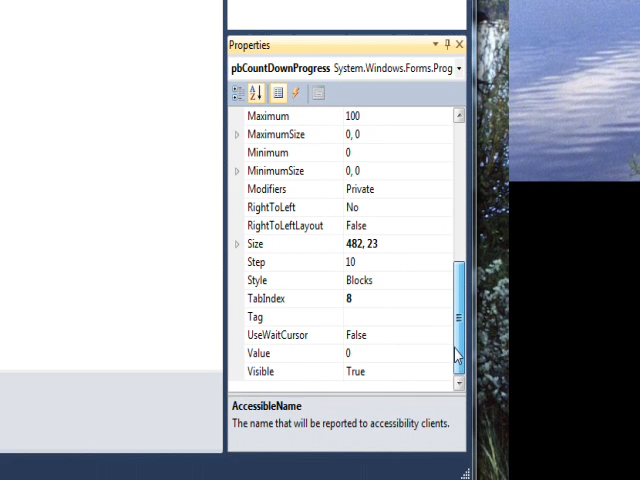 Properties
pbCountDownProgress System.Windows.Forms.Prog
Maximum 100
MaximumSize 0, 0
Minimum 0
MinimumSize 0, 0
Modifiers Private
RightToLeft No
RightToLeftLayout False
Size 482, 23
Step 10
Style Blocks
TabIndex 8
Tag
UseWaitCursor False
Value 0
Visible True
AccessibleName
The name that will be reported to accessibility clients.